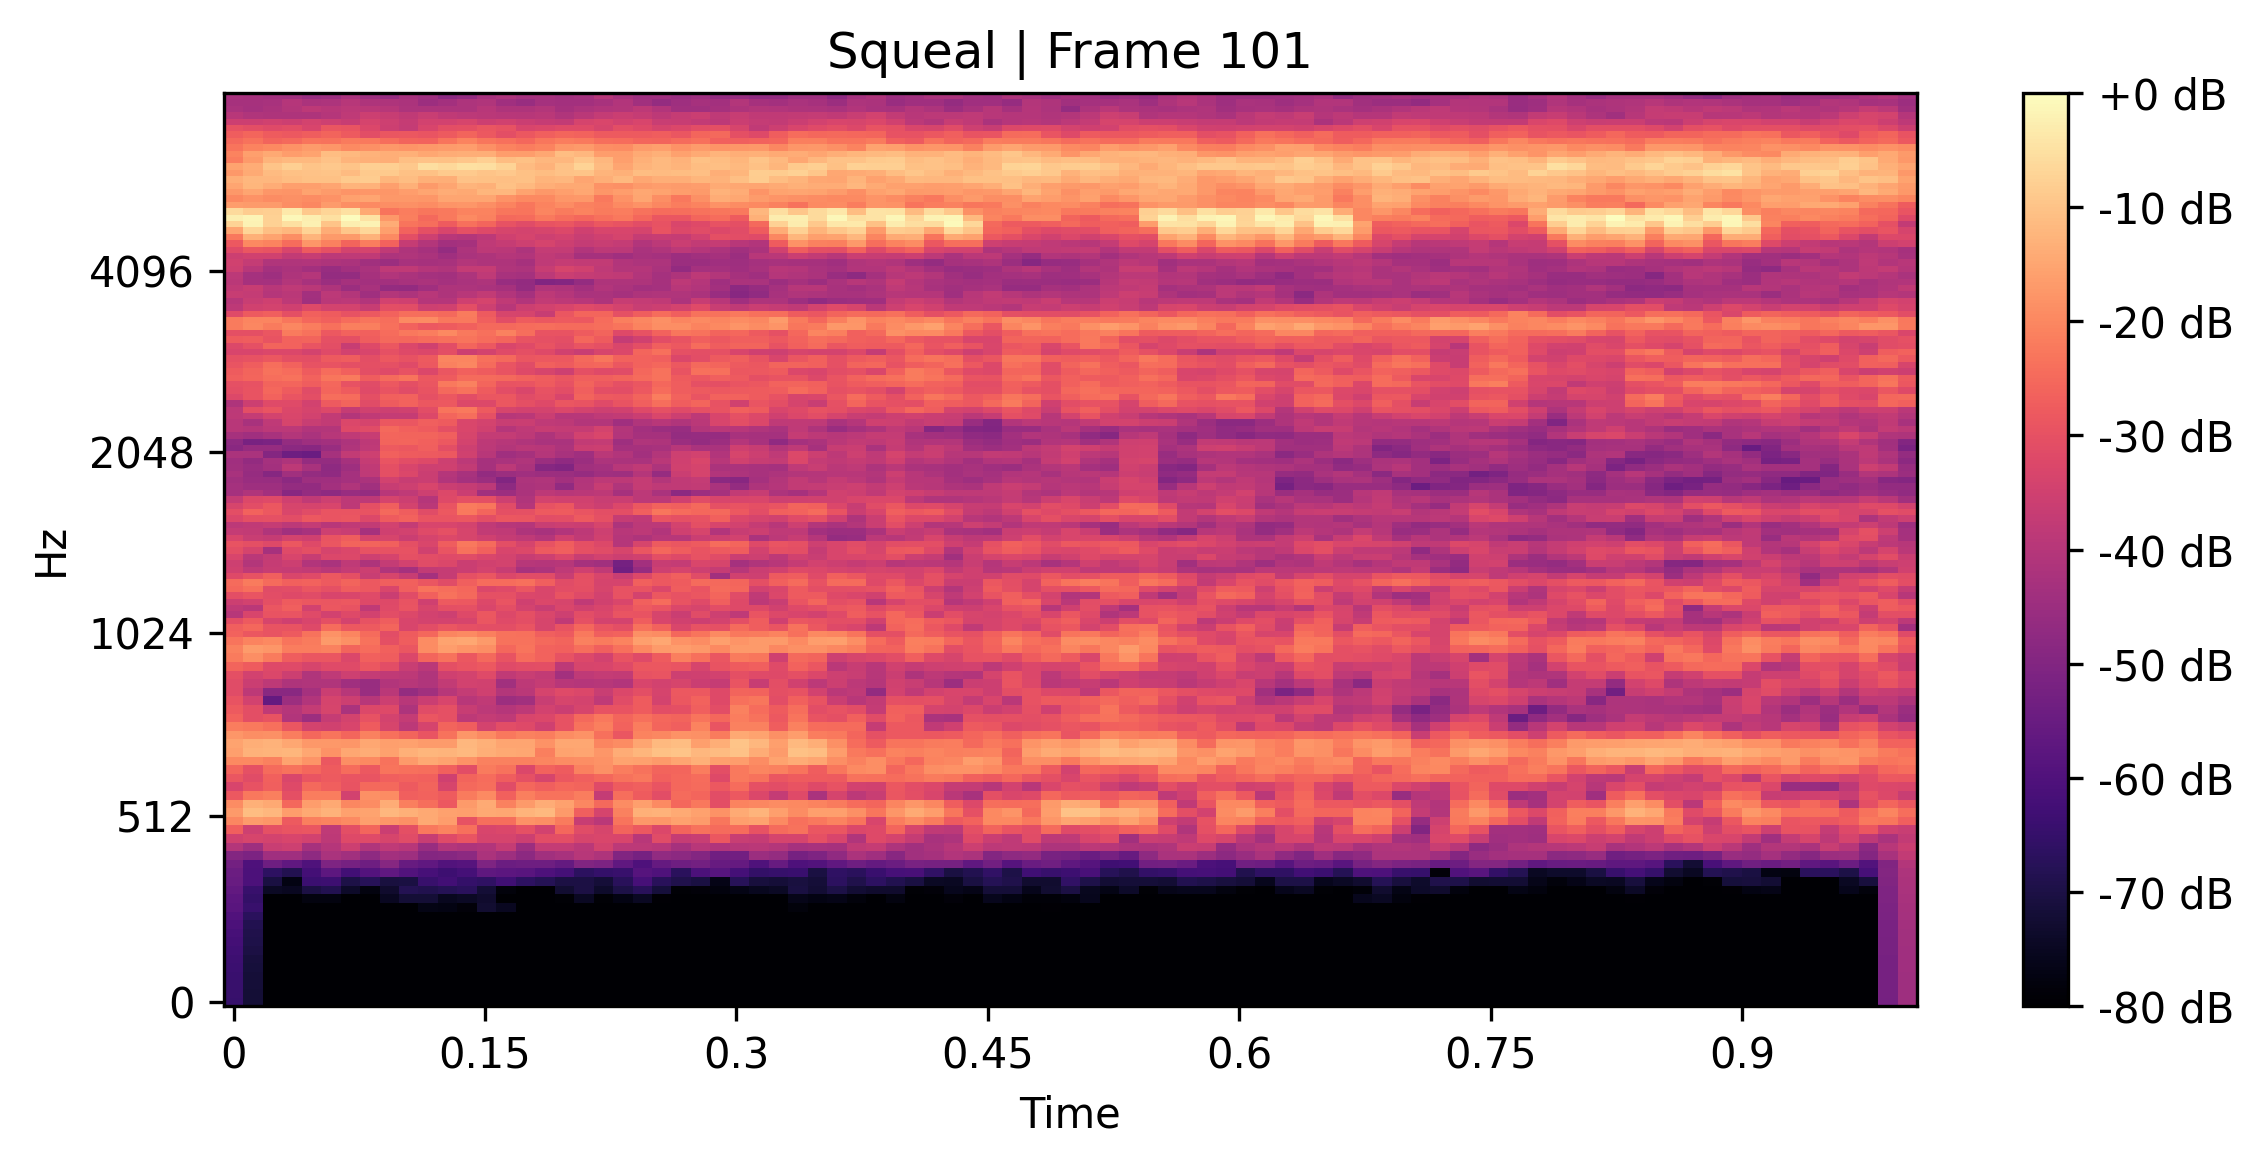 Squeal | Frame 101
+0 dB
-10 dB
-20 dB
-30 dB
-40 dB
-50 dB
-60 dB
-70 dB
-80 dB
Hz
4096
2048
1024
512
0
0 0.15 0.3 0.45 0.6 0.75 0.9
Time